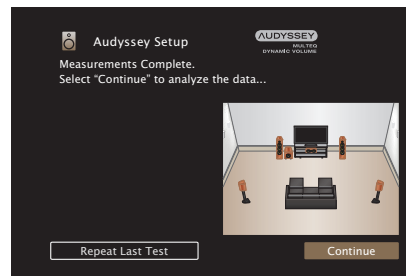 Audyssey Setup
AUDYSSEY
MULTEQ
DYNAMIC VOLUME
Measurements Complete.
Select “Continue” to analyze the data...
Repeat Last Test
Continue